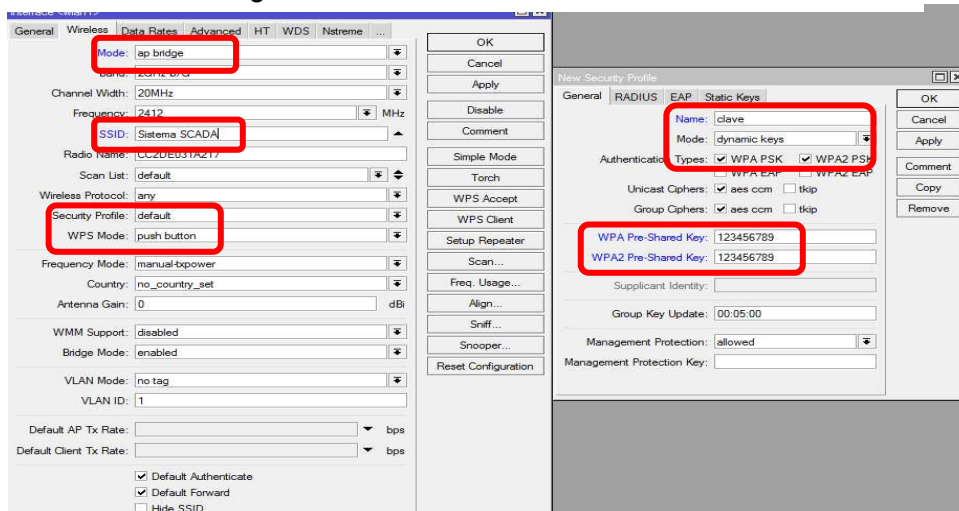 General Wireless Data Rates Advanced HT WDS Nstreme ...
Mode: ap bridge
Channel Width: 20MHz
Frequency: 2412 MHz
SSID: Sistema SCADA
Radio Name: CC2DE031A217
Scan List: default
Wireless Protocol: any
Security Profile: default
WPS Mode: push button
Frequency Mode: manual-txpower
Country: no_country_set
Antenna Gain: 0 dBi
WMM Support: disabled
Bridge Mode: enabled
VLAN Mode: no tag
VLAN ID: 1
Default AP Tx Rate: bps
Default Client Tx Rate: bps
Default Authenticate
Default Forward
Hide SSID
OK
Cancel
Apply
Disable
Comment
Simple Mode
Torch
WPS Accept
WPS Client
Setup Repeater
Scan...
Freq. Usage...
Align...
Sniff...
Snooper...
Reset Configuration
New Security Profile
General RADIUS EAP Static Keys
Name: clave
Mode: dynamic keys
Authentication Types: WPA PSK WPA2 PSK
WPA EAP WPA2 EAP
Unicast Ciphers: aes ccm tkip
Group Ciphers: aes ccm tkip
WPA Pre-Shared Key: 123456789
WPA2 Pre-Shared Key: 123456789
Supplicant Identity:
Group Key Update: 00:05:00
Management Protection: allowed
Management Protection Key:
OK
Cancel
Apply
Comment
Copy
Remove